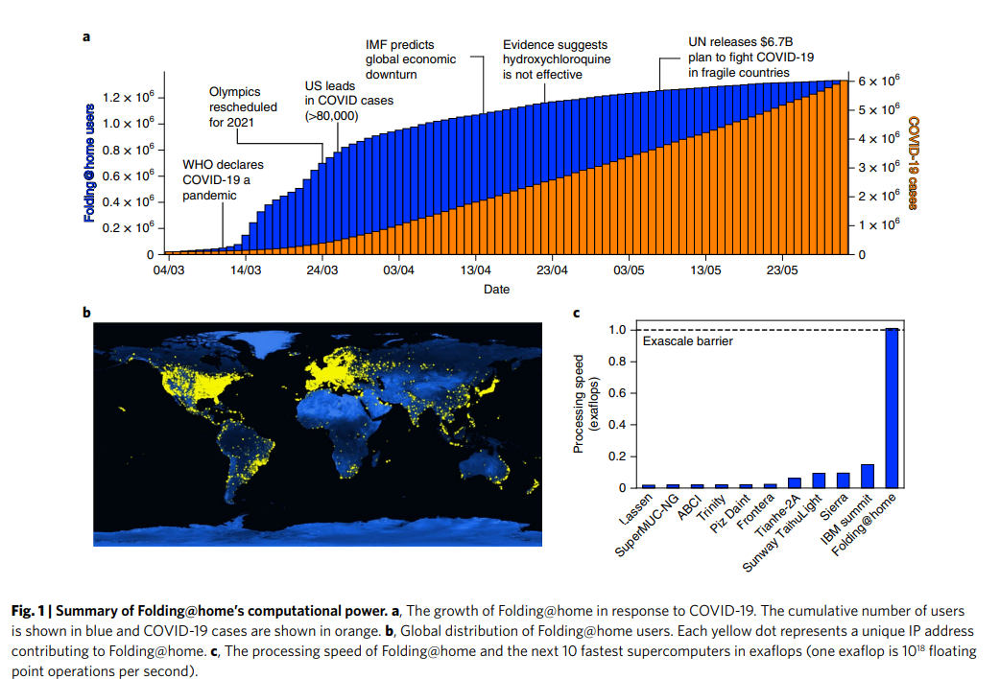 a
IMF predicts
global economic
downturn
Evidence suggests
hydroxychloroquine
is not effective
UN releases $6.7B
plan to fight COVID-19
in fragile countries
US leads
in COVID cases
(>80,000)
Olympics
rescheduled
for 2021
WHO declares
COVID-19 a
pandemic
Folding@home users
1.2 × 10⁶
1.0 × 10⁶
0.8 × 10⁶
0.6 × 10⁶
0.4 × 10⁶
0.2 × 10⁶
0
6 × 10⁶
5 × 10⁶
4 × 10⁶
3 × 10⁶
2 × 10⁶
1 × 10⁶
0
COVID-19 cases
04/03 14/03 24/03 03/04 13/04 23/04 03/05 13/05 23/05
Date
b
c
Processing speed
(exaflops)
1.0
0.8
0.6
0.4
0.2
0
Exascale barrier
Lassen
SuperMUC-NG
ABCI
Trinity
Piz Daint
Frontera
Tianhe-2A
Sunway TaihuLight
Sierra
IBM summit
Folding@home
Fig. 1 | Summary of Folding@home's computational power. a, The growth of Folding@home in response to COVID-19. The cumulative number of users
is shown in blue and COVID-19 cases are shown in orange. b, Global distribution of Folding@home users. Each yellow dot represents a unique IP address
contributing to Folding@home. c, The processing speed of Folding@home and the next 10 fastest supercomputers in exaflops (one exaflop is 10¹⁸ floating
point operations per second).